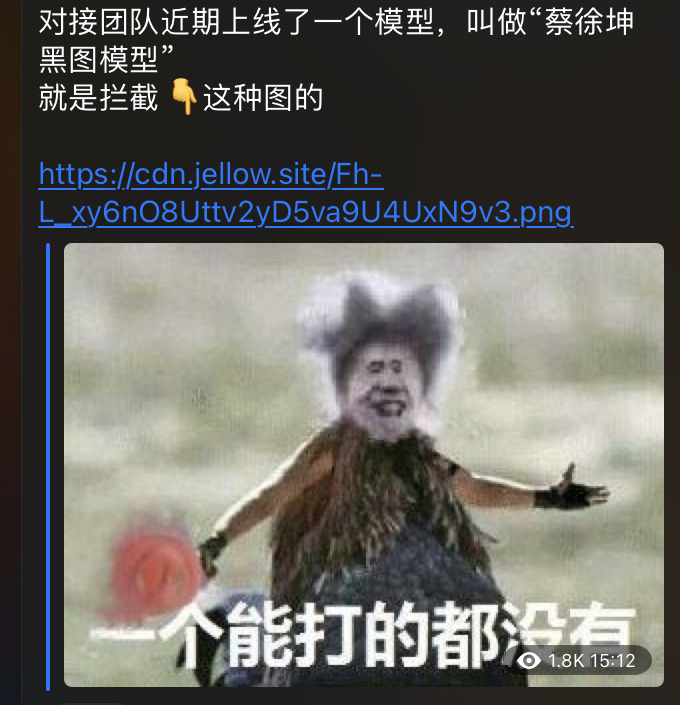 对接团队近期上线了一个模型，叫做“蔡徐坤
黑图模型”
就是拦截 👇这种图的
https://cdn.jellow.site/Fh-
L_xy6nO8Uttv2yD5va9U4UxN9v3.png
一个能打的都没有
1.8K 15:12